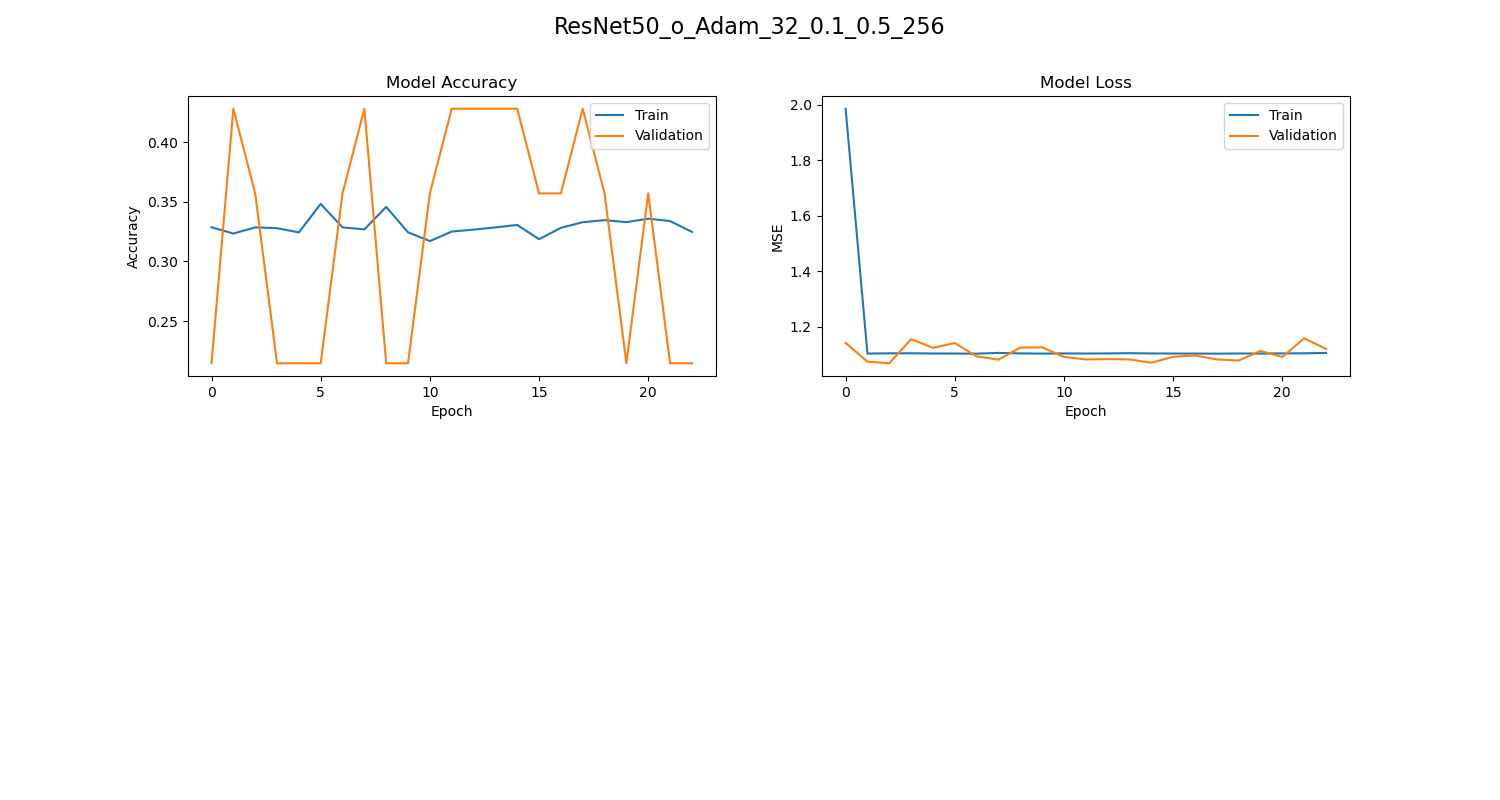 ResNet50_o_Adam_32_0.1_0.5_256
Model Accuracy
Train
Validation
0.40
0.35
0.30
0.25
Accuracy
0 5 10 15 20
Epoch
Model Loss
Train
Validation
2.0
1.8
1.6
1.4
1.2
MSE
0 5 10 15 20
Epoch